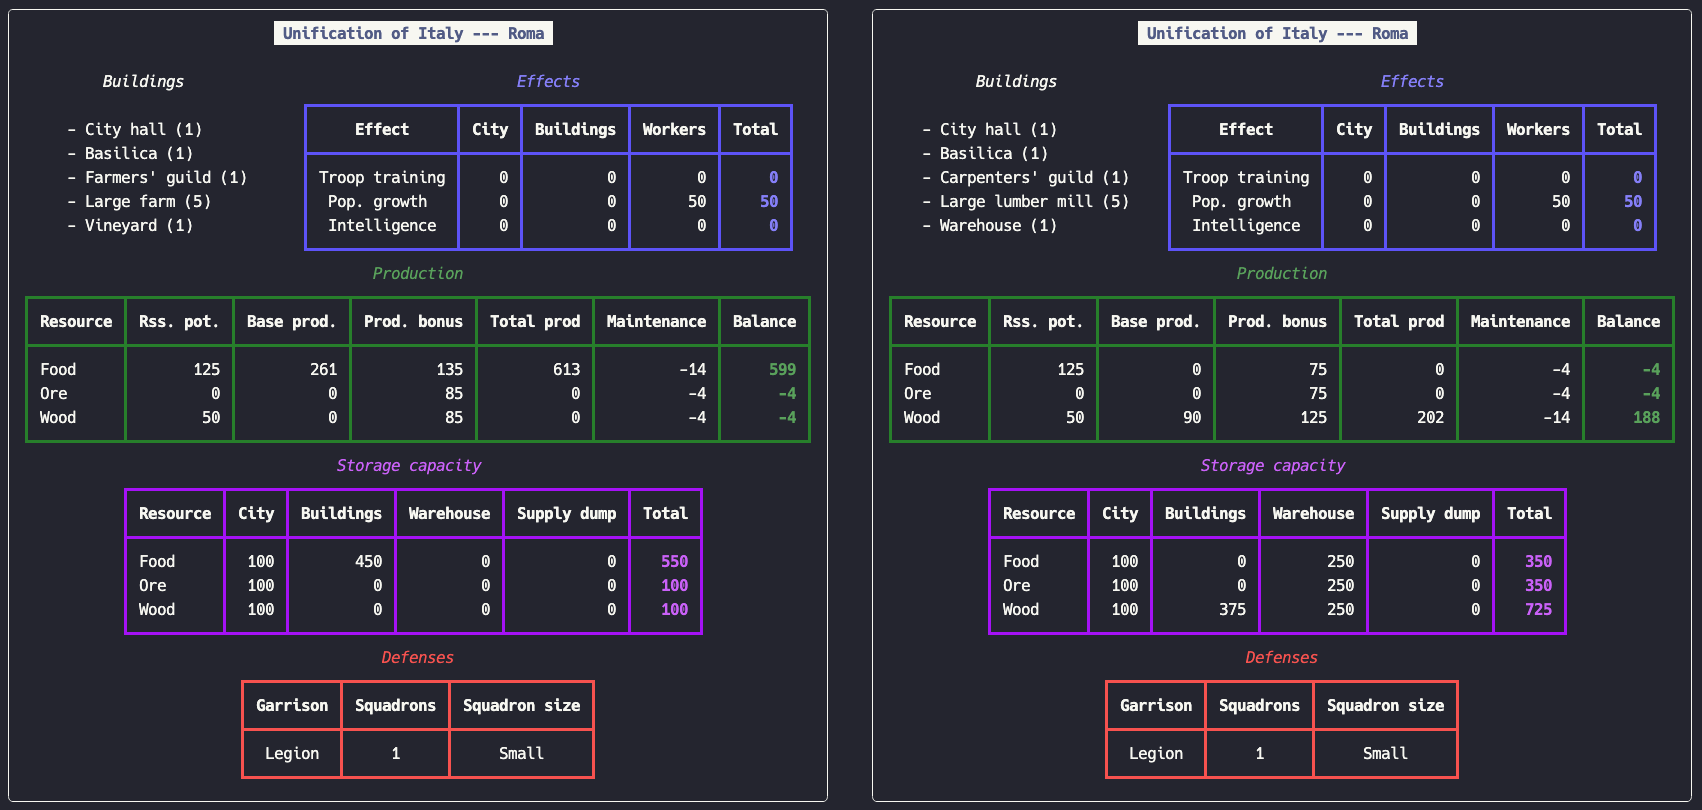 Unification of Italy --- Roma
Buildings
- City hall (1)
- Basilica (1)
- Farmers' guild (1)
- Large farm (5)
- Vineyard (1)
Effects
Effect City Buildings Workers Total
Troop training 0 0 0 0
Pop. growth 0 0 50 50
Intelligence 0 0 0 0
Production
Resource Rss. pot. Base prod. Prod. bonus Total prod Maintenance Balance
Food 125 261 135 613 -14 599
Ore 0 0 85 0 -4 -4
Wood 50 0 85 0 -4 -4
Storage capacity
Resource City Buildings Warehouse Supply dump Total
Food 100 450 0 0 550
Ore 100 0 0 0 100
Wood 100 0 0 0 100
Defenses
Garrison Squadrons Squadron size
Legion 1 Small
Unification of Italy --- Roma
Buildings
- City hall (1)
- Basilica (1)
- Carpenters' guild (1)
- Large lumber mill (5)
- Warehouse (1)
Effects
Effect City Buildings Workers Total
Troop training 0 0 0 0
Pop. growth 0 0 50 50
Intelligence 0 0 0 0
Production
Resource Rss. pot. Base prod. Prod. bonus Total prod Maintenance Balance
Food 125 0 75 0 -4 -4
Ore 0 0 75 0 -4 -4
Wood 50 90 125 202 -14 188
Storage capacity
Resource City Buildings Warehouse Supply dump Total
Food 100 0 250 0 350
Ore 100 0 250 0 350
Wood 100 375 250 0 725
Defenses
Garrison Squadrons Squadron size
Legion 1 Small